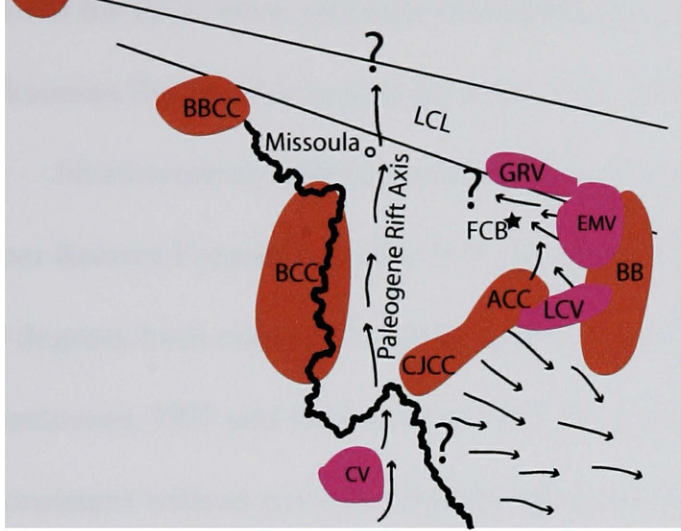 ?
BBCC
LCL
Missoula
GRV
?
Paleogene Rift Axis
FCB
EMV
BCC
BB
ACC
LCV
CJCC
?
CV